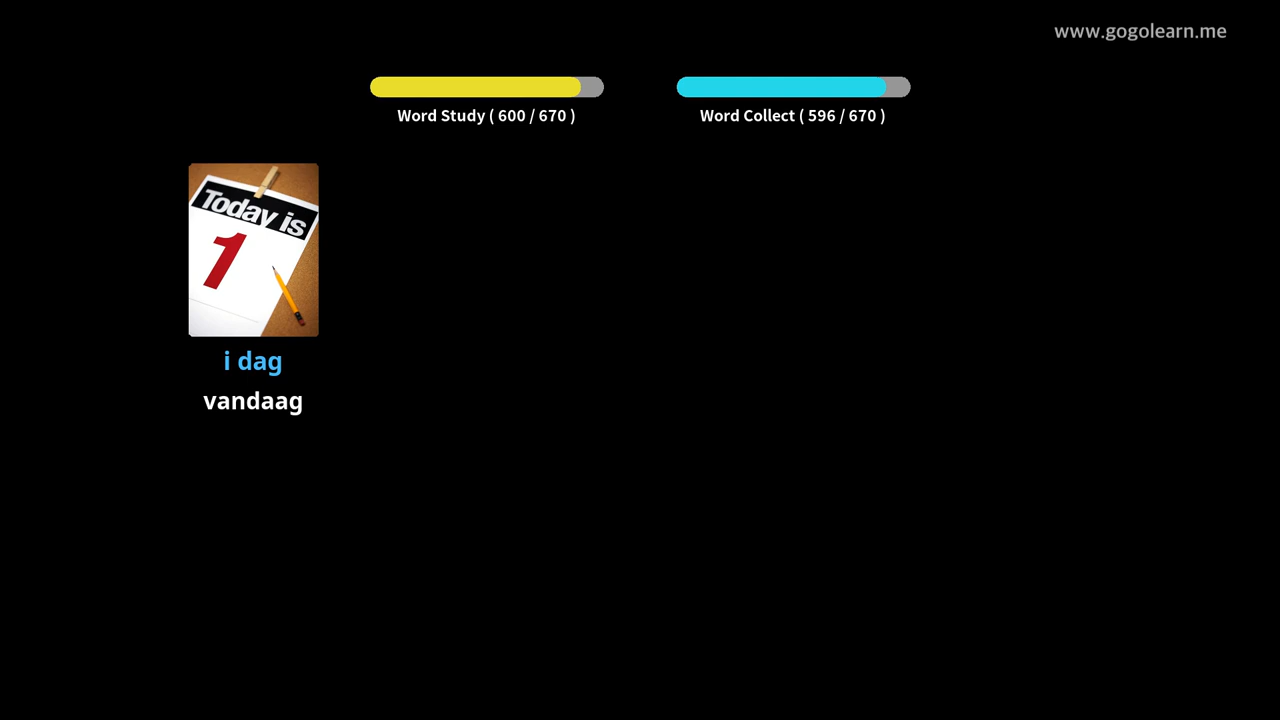 www.gogolearn.me
Word Study ( 600 / 670 )
Word Collect ( 596 / 670 )
Today is
1
i dag
vandaag